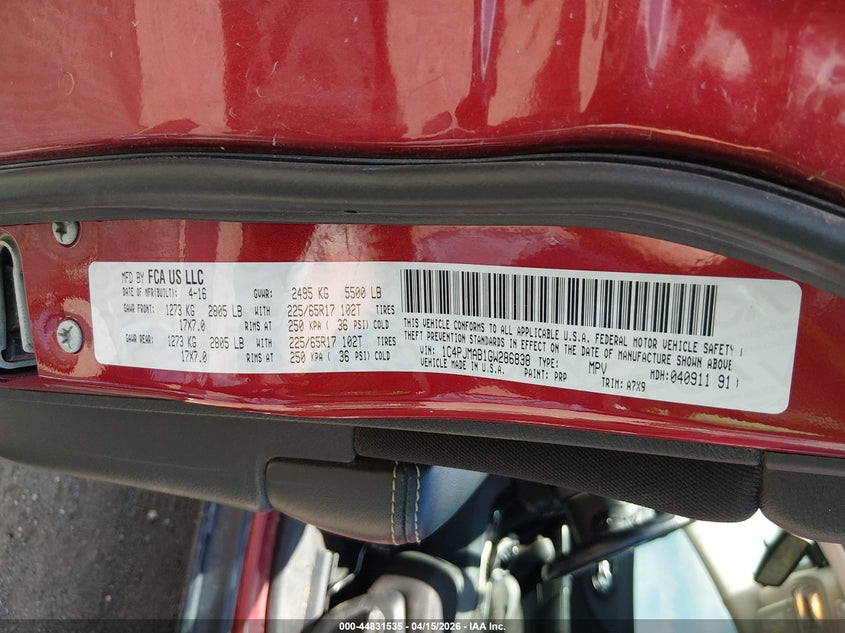 MFD BY FCA US LLC
DATE OF MFR(BUILT): 4-16 GVWR: 2495 KG 5500 LB
GAWR FRONT: 1273 KG 2805 LB WITH 225/65R17 102T TIRES
17X7.0 RIMS AT 250 KPA ( 36 PSI) COLD
GAWR REAR: 1273 KG 2805 LB WITH 225/65R17 102T TIRES
17X7.0 RIMS AT 250 KPA ( 36 PSI) COLD
THIS VEHICLE CONFORMS TO ALL APPLICABLE U.S.A. FEDERAL MOTOR VEHICLE SAFETY
THEFT PREVENTION STANDARDS IN EFFECT ON THE DATE OF MANUFACTURE SHOWN ABOVE
VIN: 1C4PJMAB1GW286838 TYPE: MPV MDH:040911 91
VEHICLE MADE IN U.S.A. PAINT: PRP TRIM: A7X9
000-44831535 - 04/15/2026 - IAA Inc.